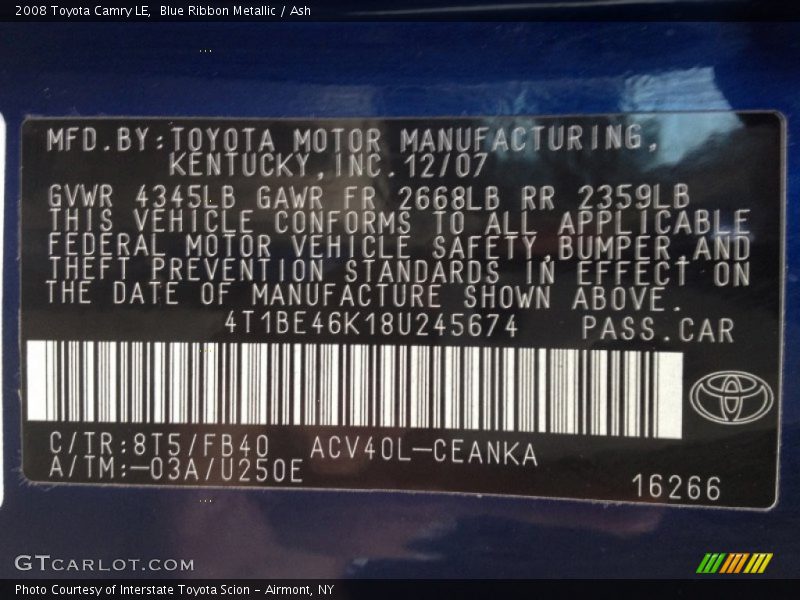 2008 Toyota Camry LE,  Blue Ribbon Metallic / Ash
MFD.BY:TOYOTA MOTOR MANUFACTURING,
KENTUCKY,INC.12/07
GVWR 4345LB GAWR FR 2668LB RR 2359LB
THIS VEHICLE CONFORMS TO ALL APPLICABLE
FEDERAL MOTOR VEHICLE SAFETY,BUMPER,AND
THEFT PREVENTION STANDARDS IN EFFECT ON
THE DATE OF MANUFACTURE SHOWN ABOVE.
4T1BE46K18U245674 PASS.CAR
C/TR:8T5/FB40 ACV40L-CEANKA
A/TM:-03A/U250E
16266
GTCARLOT.COM
Photo Courtesy of Interstate Toyota Scion - Airmont, NY